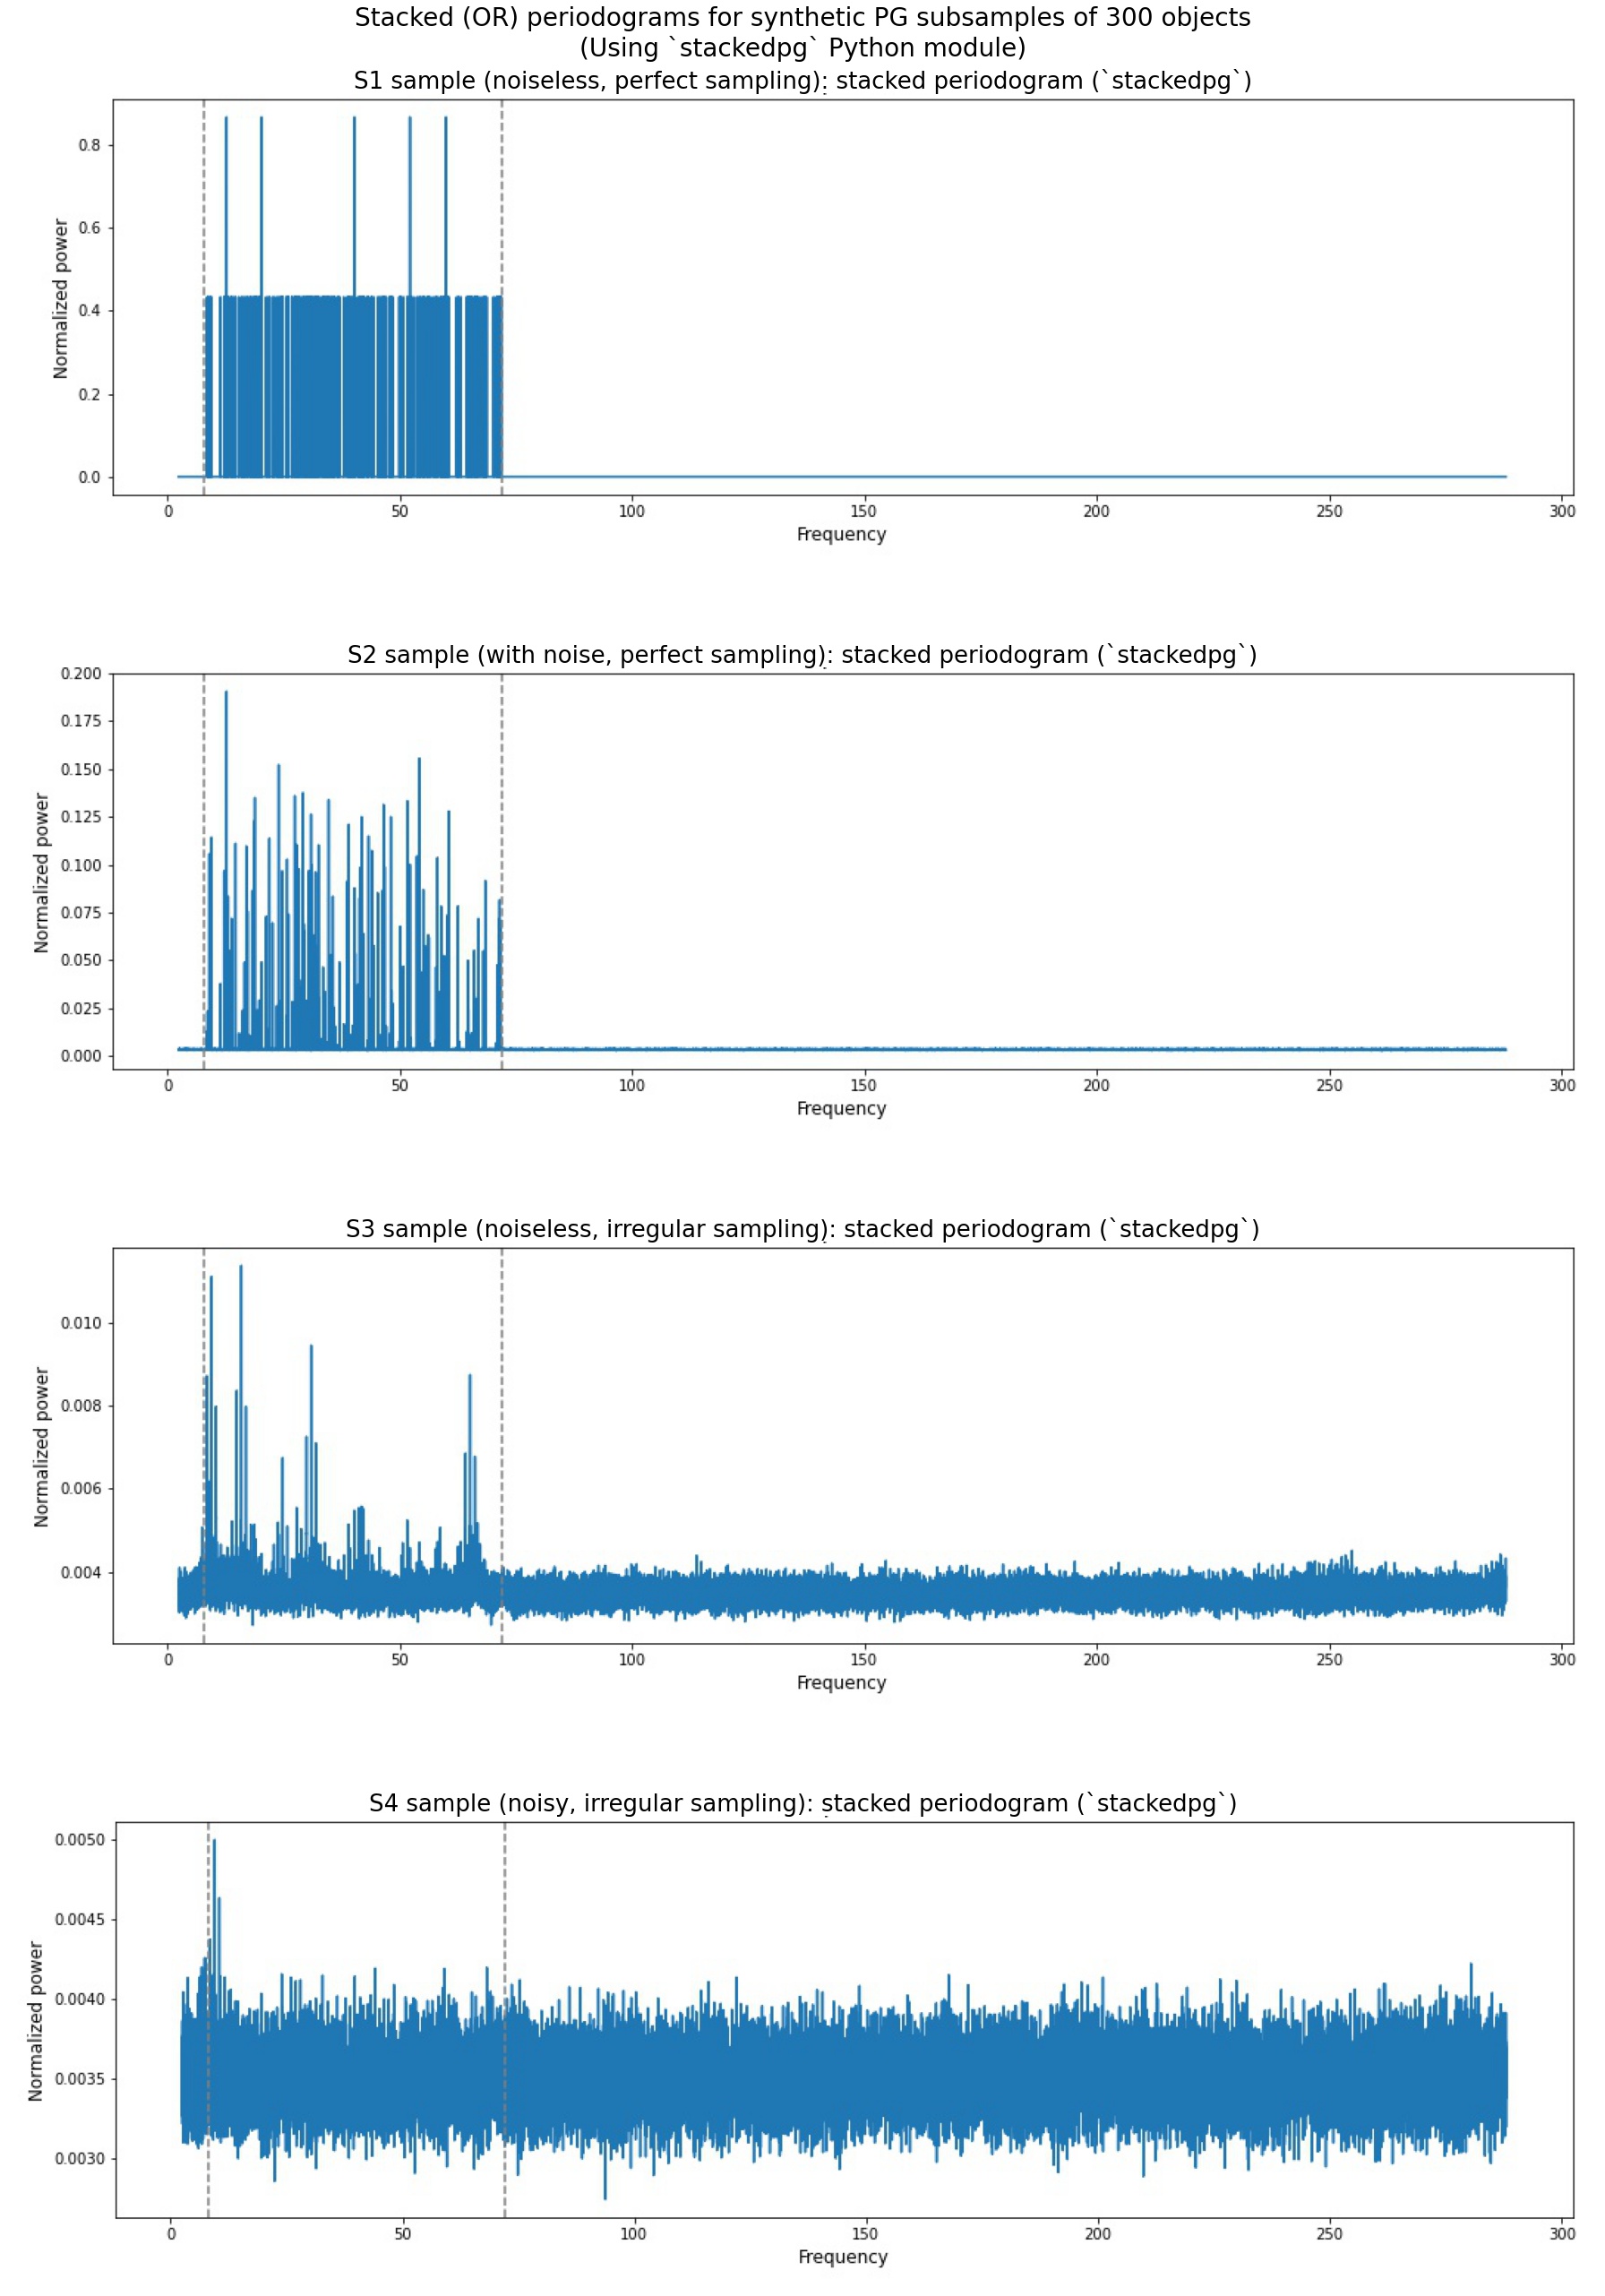 Stacked (OR) periodograms for synthetic PG subsamples of 300 objects
(Using `stackedpg` Python module)
S1 sample (noiseless, perfect sampling): stacked periodogram (`stackedpg`)
Normalized power
0.8
0.6
0.4
0.2
0.0
0 50 100 150 200 250 300
Frequency
S2 sample (with noise, perfect sampling): stacked periodogram (`stackedpg`)
Normalized power
0.200
0.175
0.150
0.125
0.100
0.075
0.050
0.025
0.000
0 50 100 150 200 250 300
Frequency
S3 sample (noiseless, irregular sampling): stacked periodogram (`stackedpg`)
Normalized power
0.010
0.008
0.006
0.004
0 50 100 150 200 250 300
Frequency
S4 sample (noisy, irregular sampling): stacked periodogram (`stackedpg`)
Normalized power
0.0050
0.0045
0.0040
0.0035
0.0030
0 50 100 150 200 250 300
Frequency